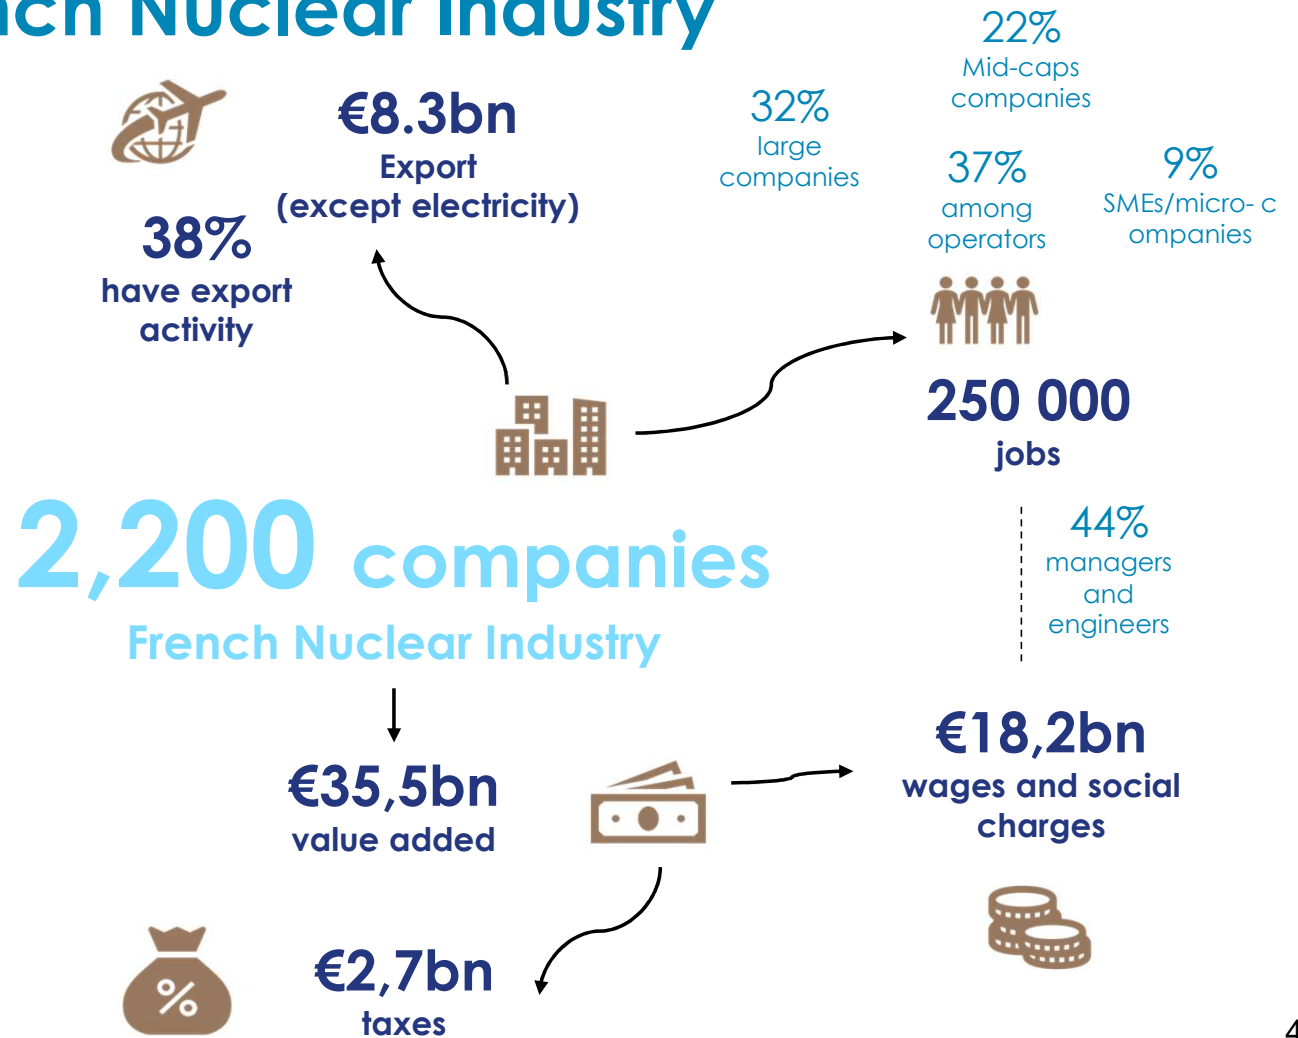 Nuclear Industry
€8.3bn
Export
(except electricity)
38%
have export
activity
32%
large
companies
22%
Mid-caps
companies
37%
among
operators
9%
SMEs/micro- c
ompanies
250 000
jobs
44%
managers
and
engineers
2,200 companies
French Nuclear Industry
€35,5bn
value added
€18,2bn
wages and social
charges
%
€2,7bn
taxes
4